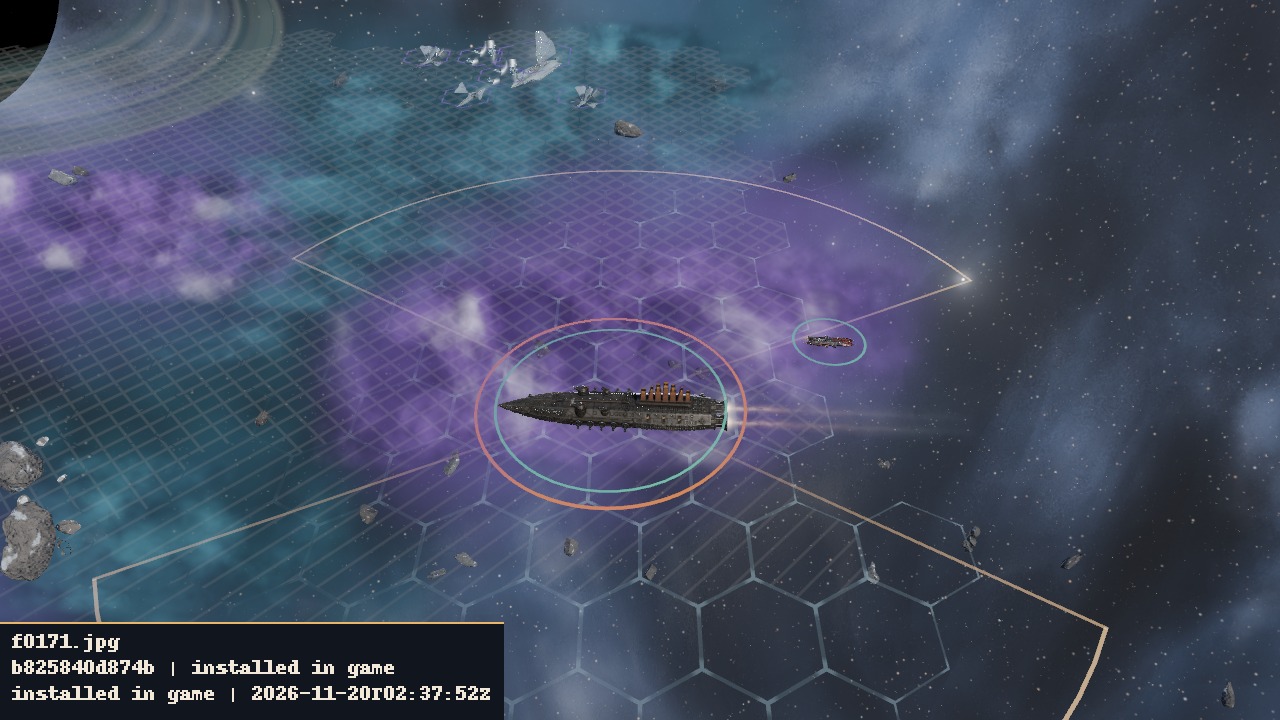 f0171.jpg
b825840d874b | installed in game
installed in game | 2026-11-20T02:37:52z